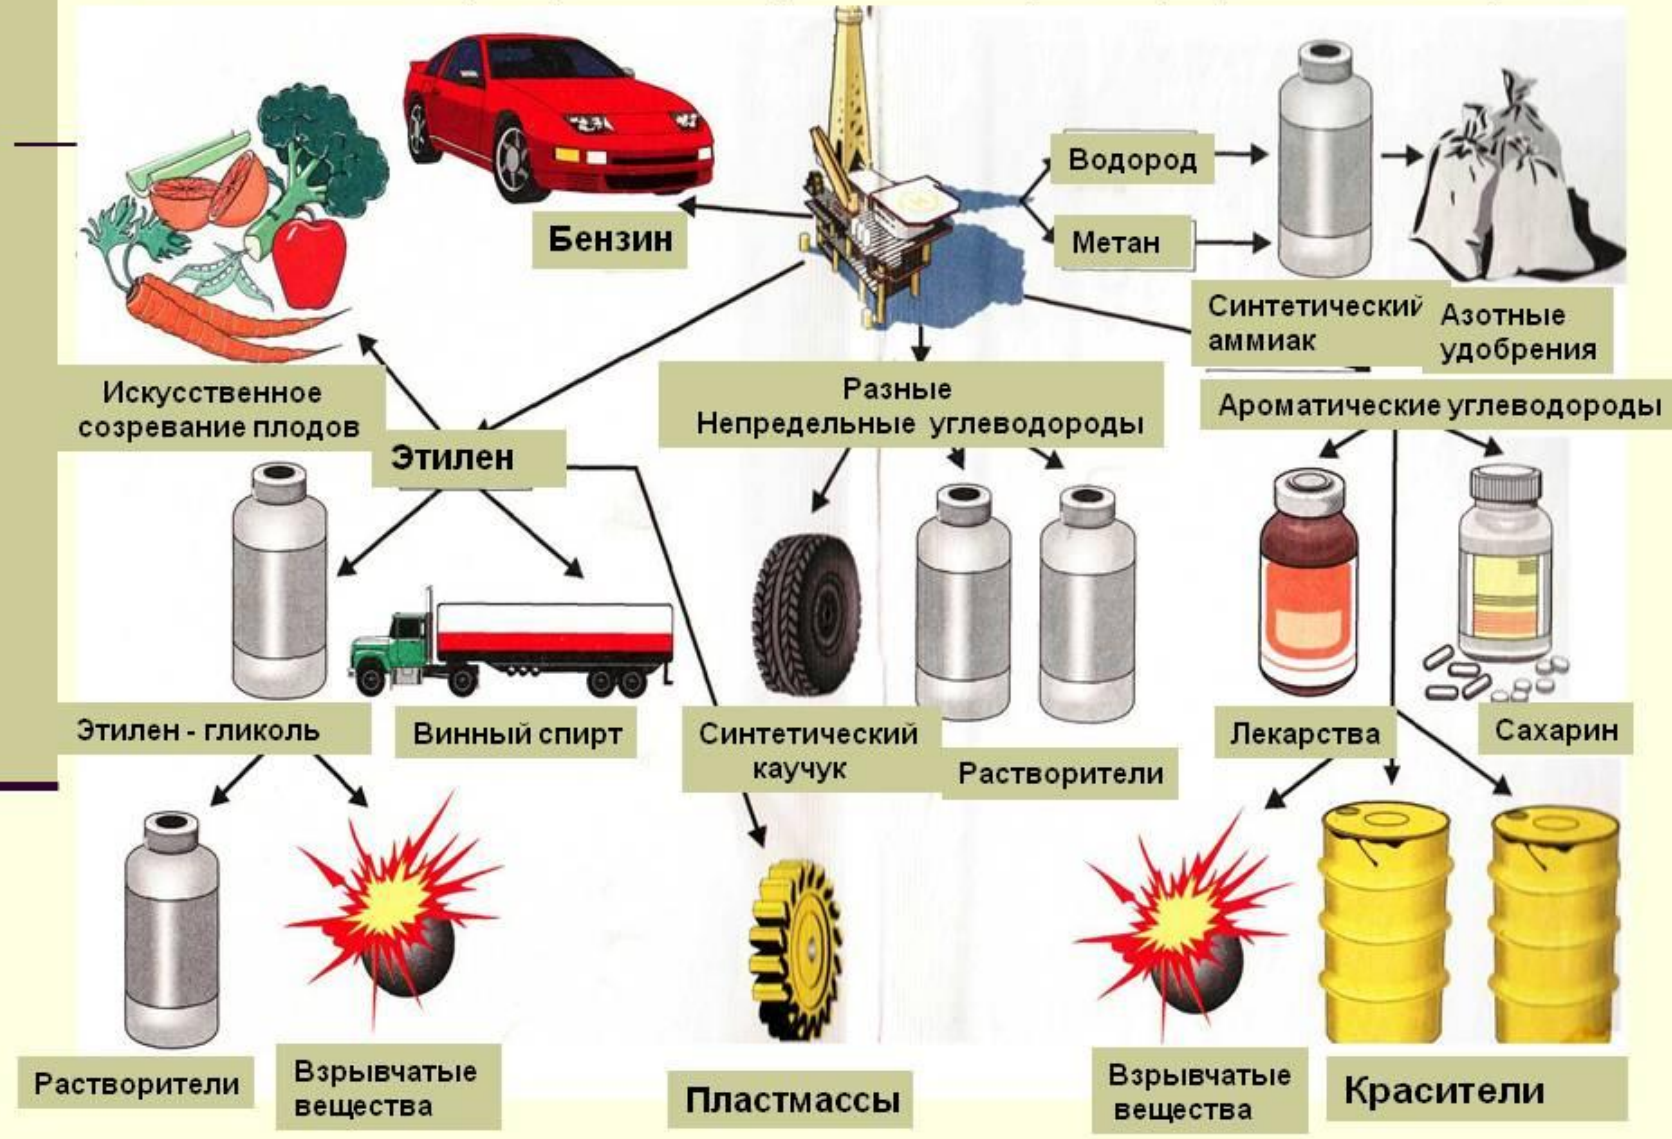 Бензин
Водород
Метан
Синтетический
аммиак
Азотные
удобрения
Искусственное
созревание плодов
Этилен
Разные
Непредельные углеводороды
Ароматические углеводороды
Этилен - гликоль
Винный спирт
Синтетический
каучук
Растворители
Лекарства
Сахарин
Растворители
Взрывчатые
вещества
Пластмассы
Взрывчатые
вещества
Красители